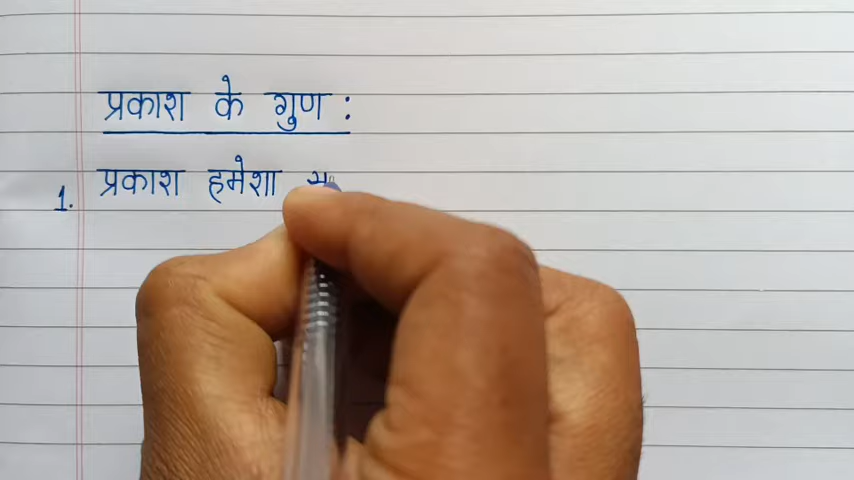 प्रकाश के गुण :
1. प्रकाश हमेशा